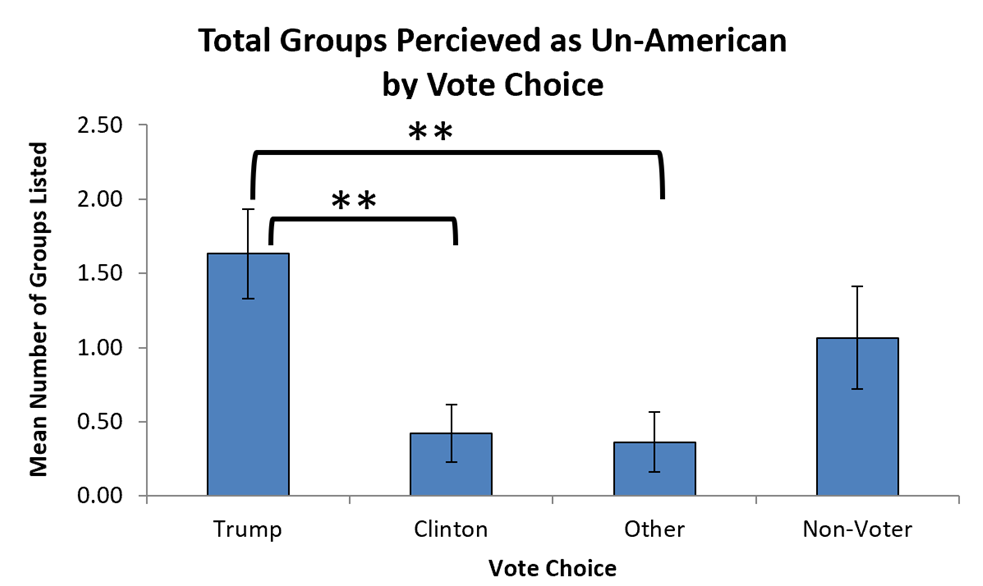 Total Groups Percieved as Un-American
by Vote Choice
Mean Number of Groups Listed
2.50
2.00
1.50
1.00
0.50
0.00
**
**
Trump
Clinton
Other
Non-Voter
Vote Choice